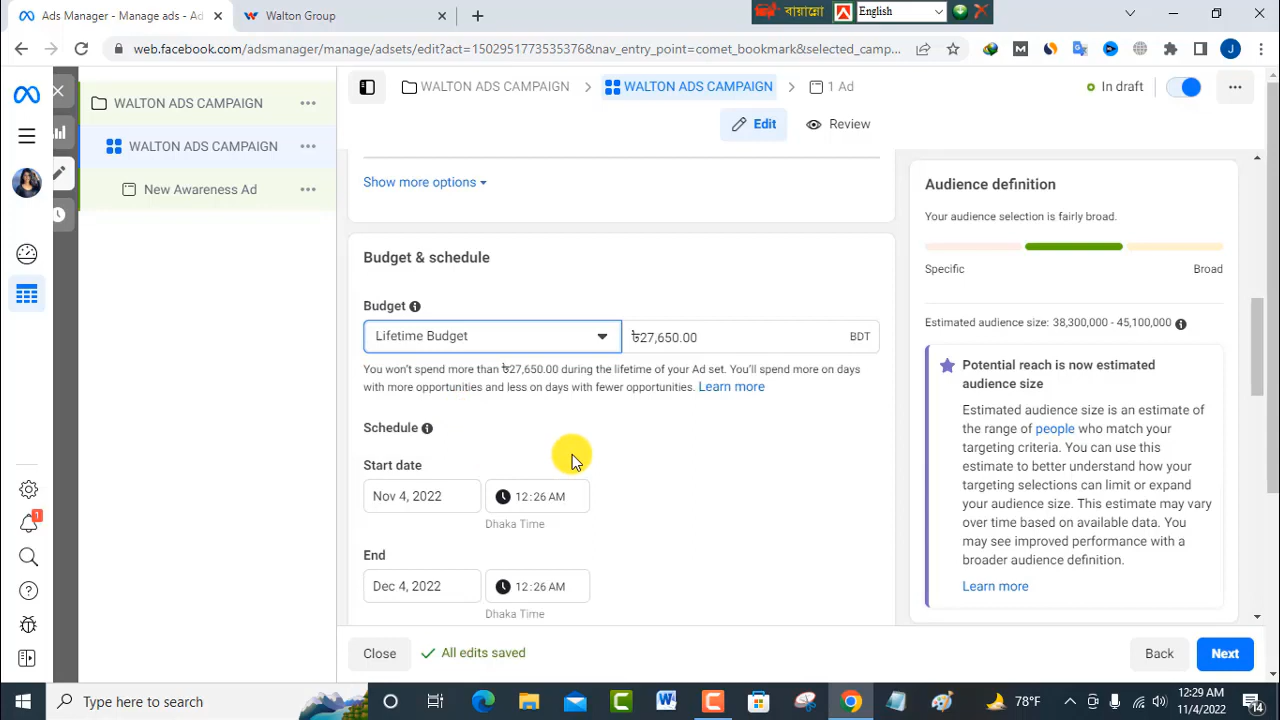 Ads Manager - Manage ads - Ad s
Walton Group
বায়ান্নো
English
web.facebook.com/adsmanager/manage/adsets/edit?act=1502951773535376&nav_entry_point=comet_bookmark&selected_camp...
WALTON ADS CAMPAIGN
WALTON ADS CAMPAIGN
New Awareness Ad
WALTON ADS CAMPAIGN > WALTON ADS CAMPAIGN > 1 Ad
In draft
Edit
Review
Show more options
Budget & schedule
Budget
Lifetime Budget
৳27,650.00
BDT
You won't spend more than ৳27,650.00 during the lifetime of your Ad set. You'll spend more on days
with more opportunities and less on days with fewer opportunities. Learn more
Schedule
Start date
Nov 4, 2022
12:26 AM
Dhaka Time
End
Dec 4, 2022
12:26 AM
Dhaka Time
Audience definition
Your audience selection is fairly broad.
Specific
Broad
Estimated audience size: 38,300,000 - 45,100,000
Potential reach is now estimated
audience size
Estimated audience size is an estimate of
the range of people who match your
targeting criteria. You can use this
estimate to better understand how your
targeting selections can limit or expand
your audience size. This estimate may vary
over time based on available data. You
may see improved performance with a
broader audience definition.
Learn more
Close
All edits saved
Back
Next
1
J
Type here to search
78°F
12:29 AM
11/4/2022
14